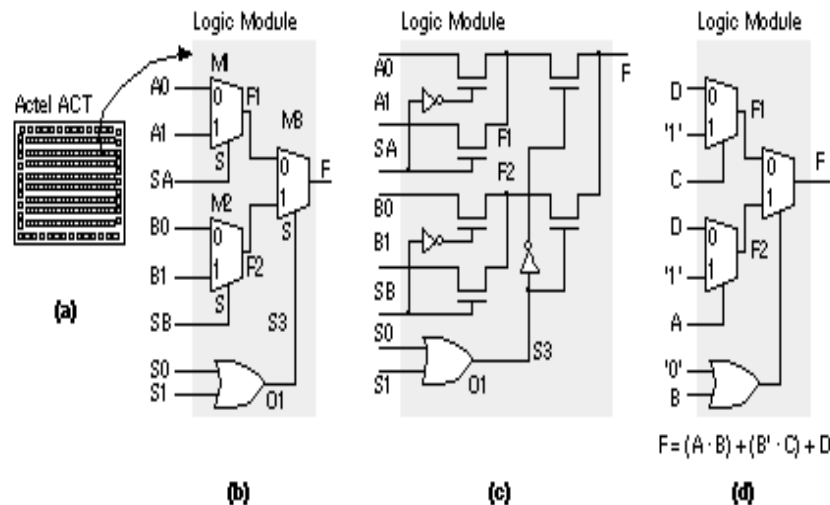 Logic Module
Logic Module
Logic Module
Actel ACT
(a)
M1
A0
0
F1
A1
1
S
M3
SA
0
F
1
M2
B0
0
S
B1
1
F2
SB
S
S3
S0
S1
O1
(b)
A0
F
A1
SA
F1
F2
B0
B1
SB
S0
S3
S1
O1
(c)
D
0
F1
'1'
1
C
0
F
1
D
0
F2
'1'
1
A
'0'
B
F = (A · B) + (B' · C) + D
(d)